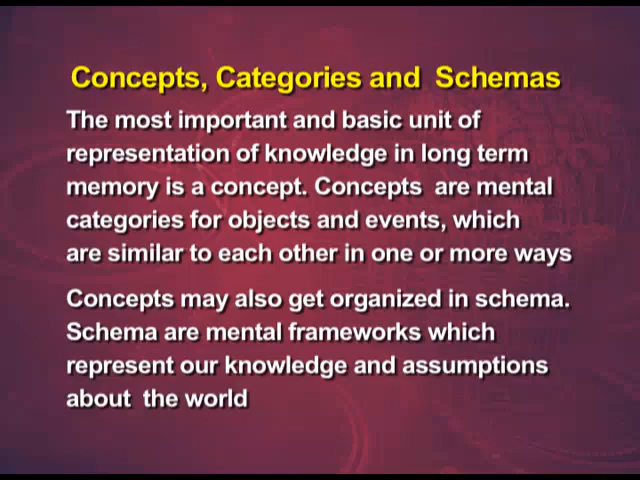 Concepts, Categories and Schemas
The most important and basic unit of
representation of knowledge in long term
memory is a concept. Concepts are mental
categories for objects and events, which
are similar to each other in one or more ways
Concepts may also get organized in schema.
Schema are mental frameworks which
represent our knowledge and assumptions
about the world